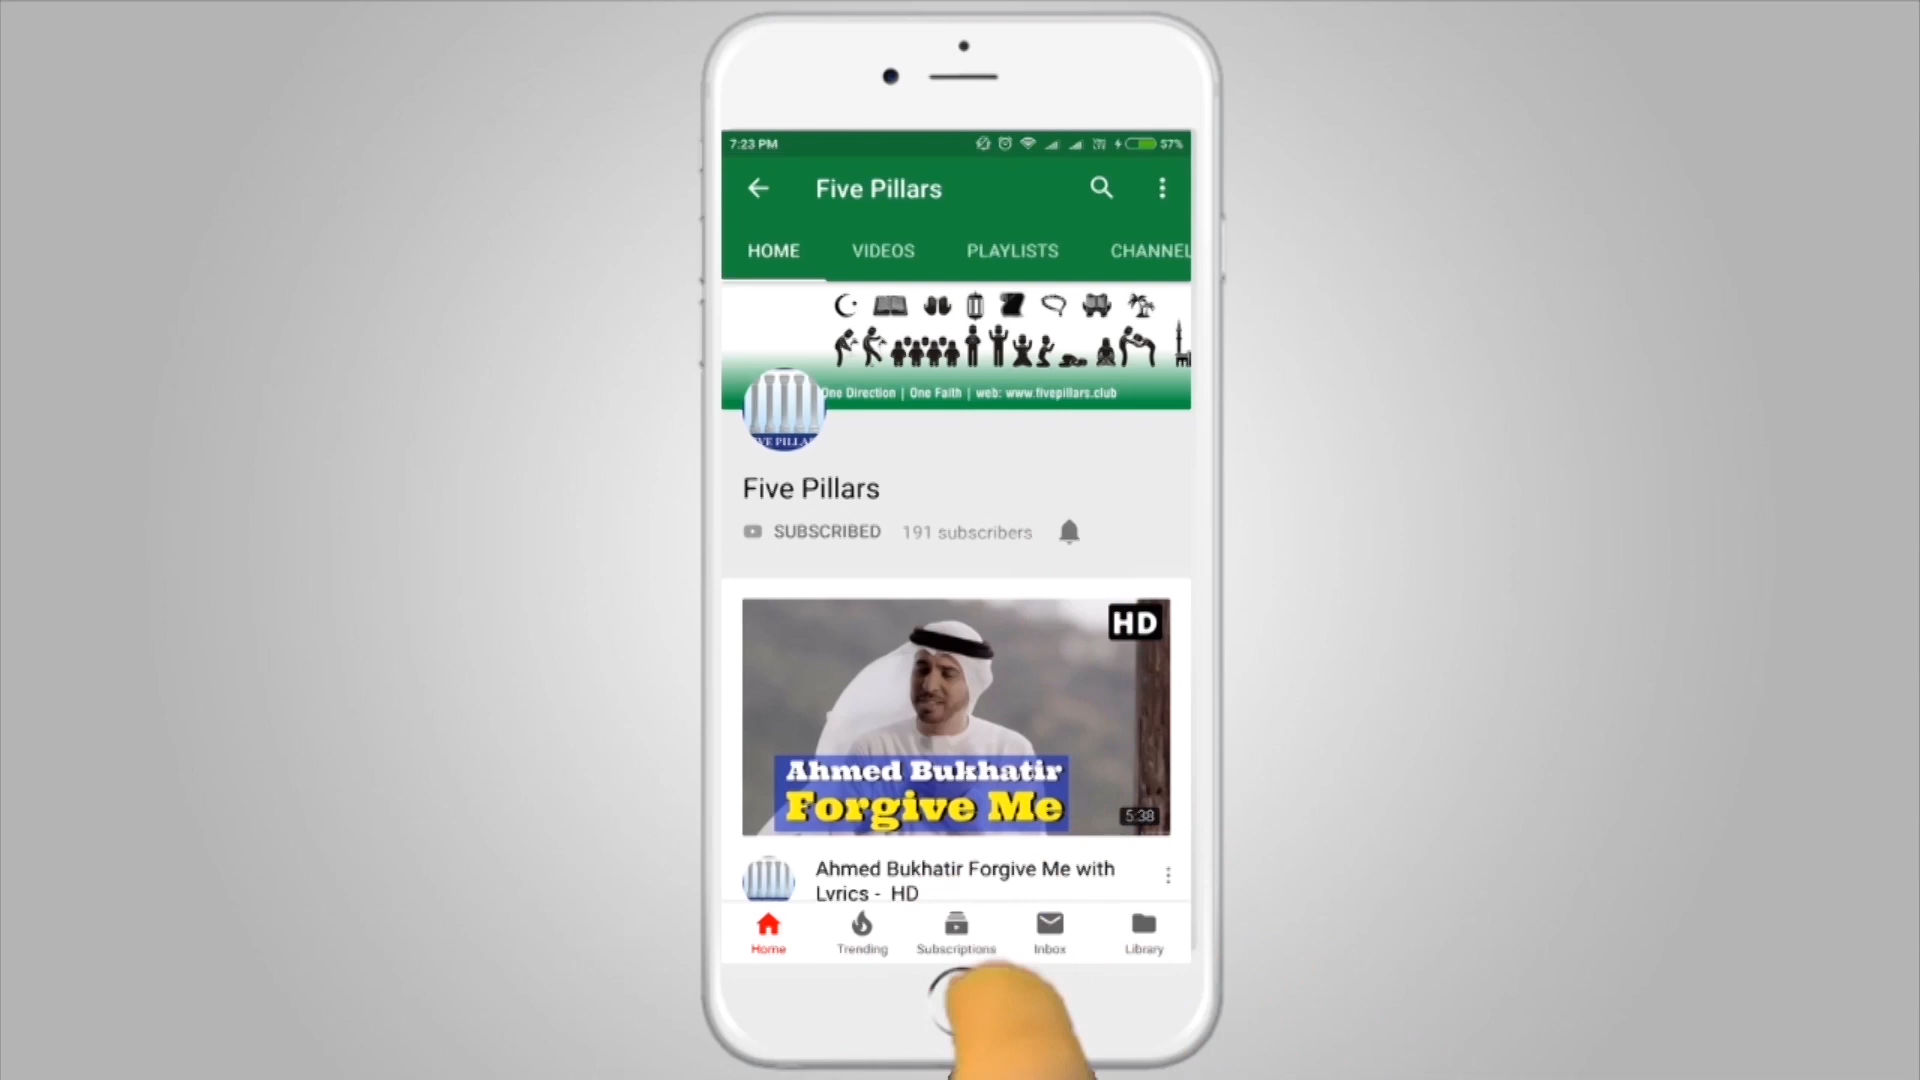 7:23 PM
57%
Five Pillars
HOME VIDEOS PLAYLISTS CHANNEL
One Direction | One Faith | web: www.fivepillars.club
VE PILLA
Five Pillars
SUBSCRIBED 191 subscribers
HD
Ahmed Bukhatir
Forgive Me
5:38
Ahmed Bukhatir Forgive Me with
Lyrics - HD
Home Trending Subscriptions Inbox Library